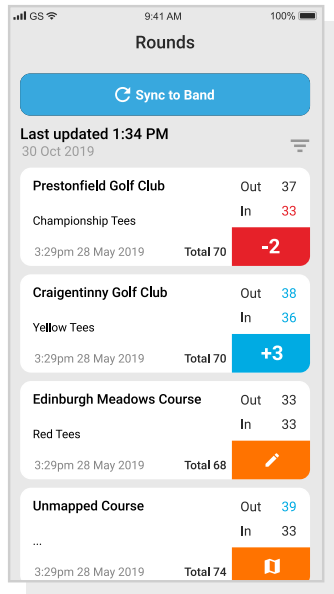 GS 9:41 AM 100%
Rounds
Sync to Band
Last updated 1:34 PM
30 Oct 2019
Prestonfield Golf Club Out 37
Championship Tees In 33
3:29pm 28 May 2019 Total 70 -2
Craigentinny Golf Club Out 38
Yellow Tees In 36
3:29pm 28 May 2019 Total 70 +3
Edinburgh Meadows Course Out 33
Red Tees In 33
3:29pm 28 May 2019 Total 68
Unmapped Course Out 39
... In 33
3:29pm 28 May 2019 Total 74